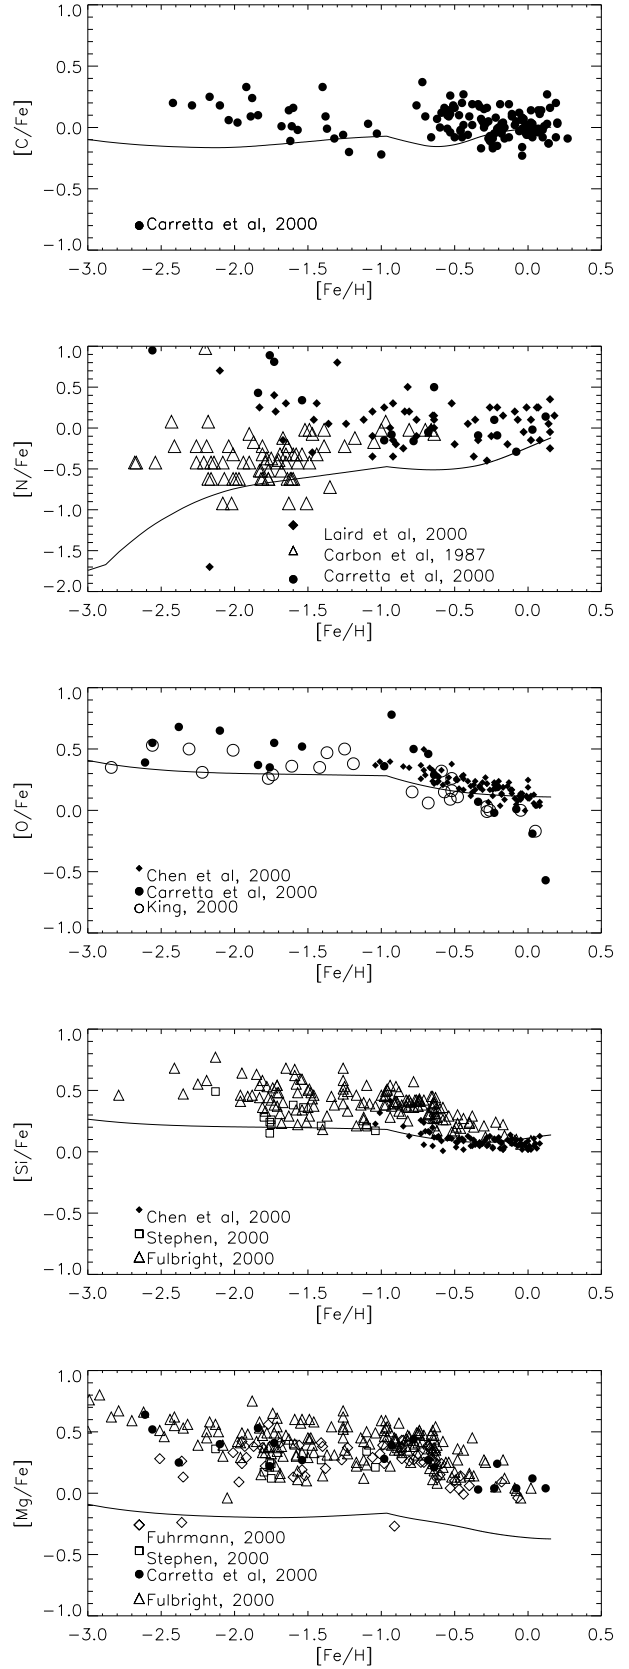 1.0
0.5
0.0
−0.5
−1.0
[C/Fe]
Carretta et al, 2000
−3.0 −2.5 −2.0 −1.5 −1.0 −0.5 0.0 0.5
[Fe/H]
1.0
0.5
0.0
−0.5
−1.0
−1.5
−2.0
[N/Fe]
Laird et al, 2000
Carbon et al, 1987
Carretta et al, 2000
−3.0 −2.5 −2.0 −1.5 −1.0 −0.5 0.0 0.5
[Fe/H]
1.0
0.5
0.0
−0.5
−1.0
[O/Fe]
Chen et al, 2000
Carretta et al, 2000
King, 2000
−3.0 −2.5 −2.0 −1.5 −1.0 −0.5 0.0 0.5
[Fe/H]
1.0
0.5
0.0
−0.5
−1.0
[Si/Fe]
Chen et al, 2000
Stephen, 2000
Fulbright, 2000
−3.0 −2.5 −2.0 −1.5 −1.0 −0.5 0.0 0.5
[Fe/H]
1.0
0.5
0.0
−0.5
−1.0
[Mg/Fe]
Fuhrmann, 2000
Stephen, 2000
Carretta et al, 2000
Fulbright, 2000
−3.0 −2.5 −2.0 −1.5 −1.0 −0.5 0.0 0.5
[Fe/H]